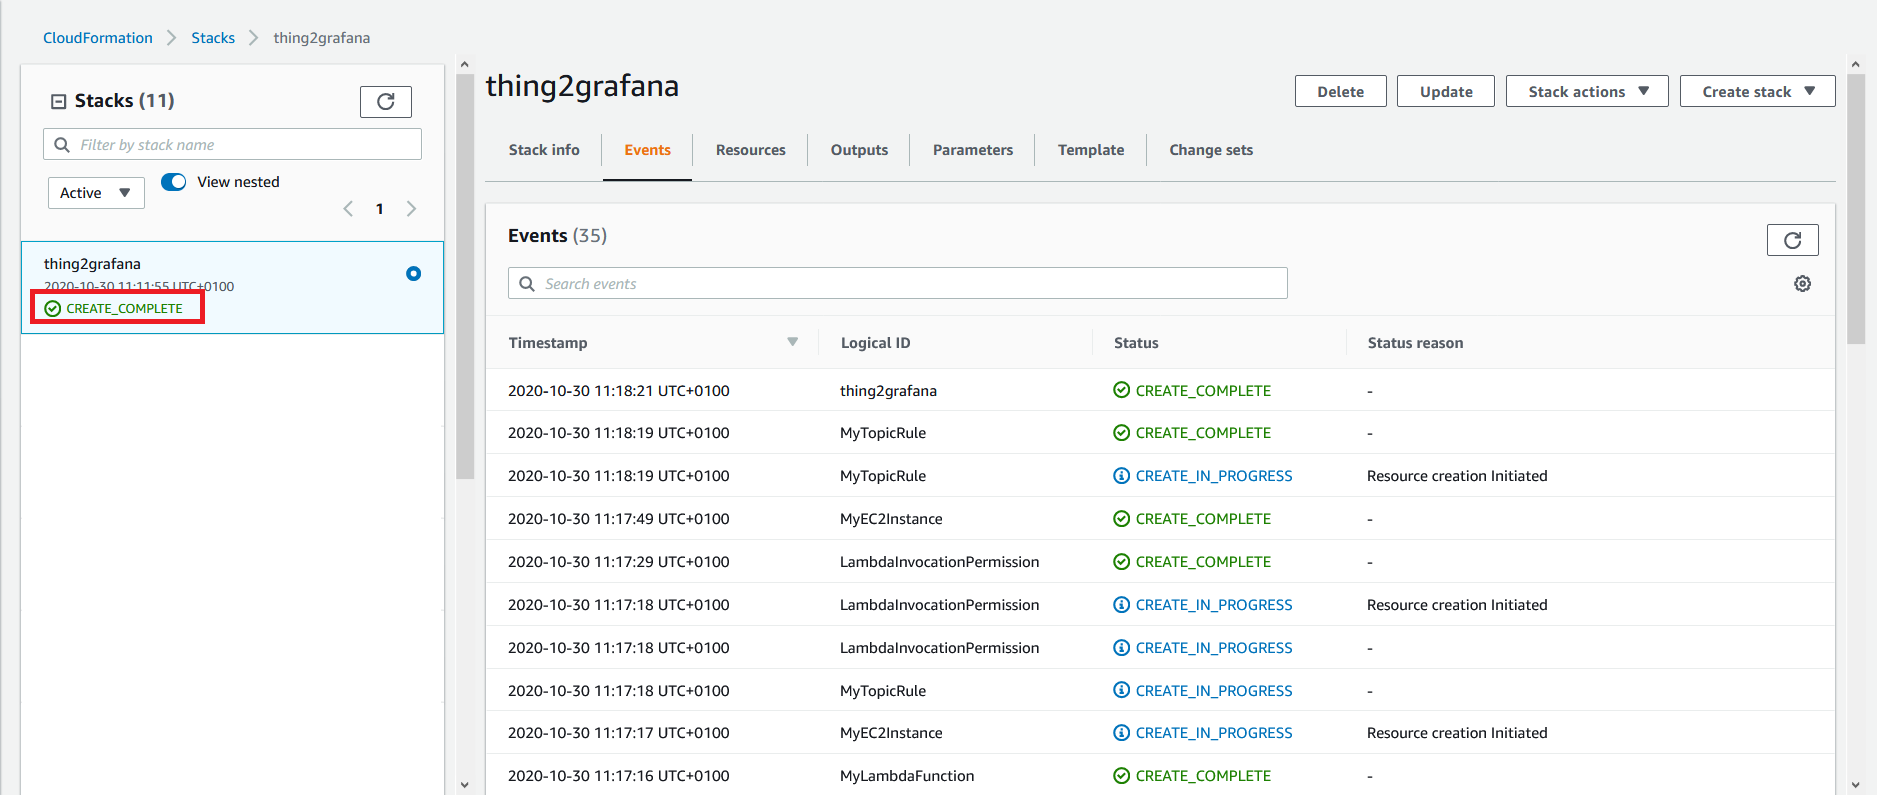 CloudFormation > Stacks > thing2grafana
Stacks (11)
Filter by stack name
Active
View nested
1
thing2grafana
2020-10-30 11:11:55 UTC+0100
CREATE_COMPLETE
thing2grafana
Delete
Update
Stack actions
Create stack
Stack info
Events
Resources
Outputs
Parameters
Template
Change sets
Events (35)
Search events
Timestamp Logical ID Status Status reason
2020-10-30 11:18:21 UTC+0100 thing2grafana CREATE_COMPLETE -
2020-10-30 11:18:19 UTC+0100 MyTopicRule CREATE_COMPLETE -
2020-10-30 11:18:19 UTC+0100 MyTopicRule CREATE_IN_PROGRESS Resource creation Initiated
2020-10-30 11:17:49 UTC+0100 MyEC2Instance CREATE_COMPLETE -
2020-10-30 11:17:29 UTC+0100 LambdaInvocationPermission CREATE_COMPLETE -
2020-10-30 11:17:18 UTC+0100 LambdaInvocationPermission CREATE_IN_PROGRESS Resource creation Initiated
2020-10-30 11:17:18 UTC+0100 LambdaInvocationPermission CREATE_IN_PROGRESS -
2020-10-30 11:17:18 UTC+0100 MyTopicRule CREATE_IN_PROGRESS -
2020-10-30 11:17:17 UTC+0100 MyEC2Instance CREATE_IN_PROGRESS Resource creation Initiated
2020-10-30 11:17:16 UTC+0100 MyLambdaFunction CREATE_COMPLETE -